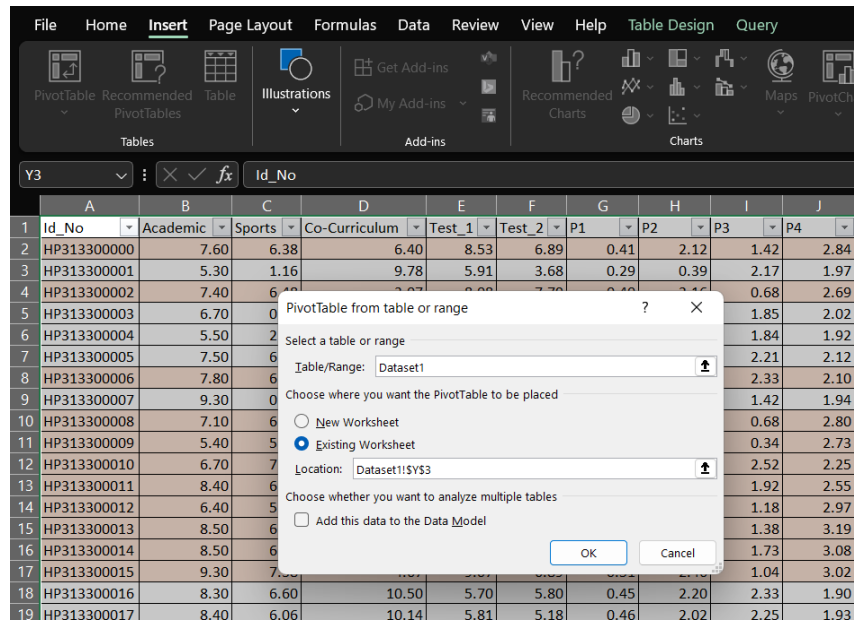 File Home Insert Page Layout Formulas Data Review View Help Table Design Query
PivotTable Recommended PivotTables Table Illustrations Get Add-ins My Add-ins Recommended Charts Maps
Tables Add-ins Charts
Y3 fx Id_No
A B C D E F G H I J
1 Id_No Academic Sports Co-Curriculum Test_1 Test_2 P1 P2 P3 P4
2 HP313300000 7.60 6.38 6.40 8.53 6.89 0.41 2.12 1.42 2.84
3 HP313300001 5.30 1.16 9.78 5.91 3.68 0.29 0.39 2.17 1.97
4 HP313300002 7.40 0.68 2.69
5 HP313300003 6.70 1.85 2.02
6 HP313300004 5.50 1.84 1.92
7 HP313300005 7.50 2.21 2.12
8 HP313300006 7.80 2.33 2.10
9 HP313300007 9.30 1.42 1.94
10 HP313300008 7.10 0.68 2.80
11 HP313300009 5.40 0.34 2.73
12 HP313300010 6.70 2.52 2.25
13 HP313300011 8.40 1.92 2.55
14 HP313300012 6.40 1.18 2.97
15 HP313300013 8.50 1.38 3.19
16 HP313300014 8.50 1.73 3.08
17 HP313300015 9.30 1.04 3.02
18 HP313300016 8.30 6.60 10.50 5.70 5.80 0.45 2.20 2.33 1.90
19 HP313300017 8.40 6.06 10.14 5.81 5.18 0.46 2.02 2.25 1.93
PivotTable from table or range ?
Select a table or range
Table/Range: Dataset1
Choose where you want the PivotTable to be placed
New Worksheet
Existing Worksheet
Location: Dataset1!$Y$3
Choose whether you want to analyze multiple tables
Add this data to the Data Model
OK Cancel